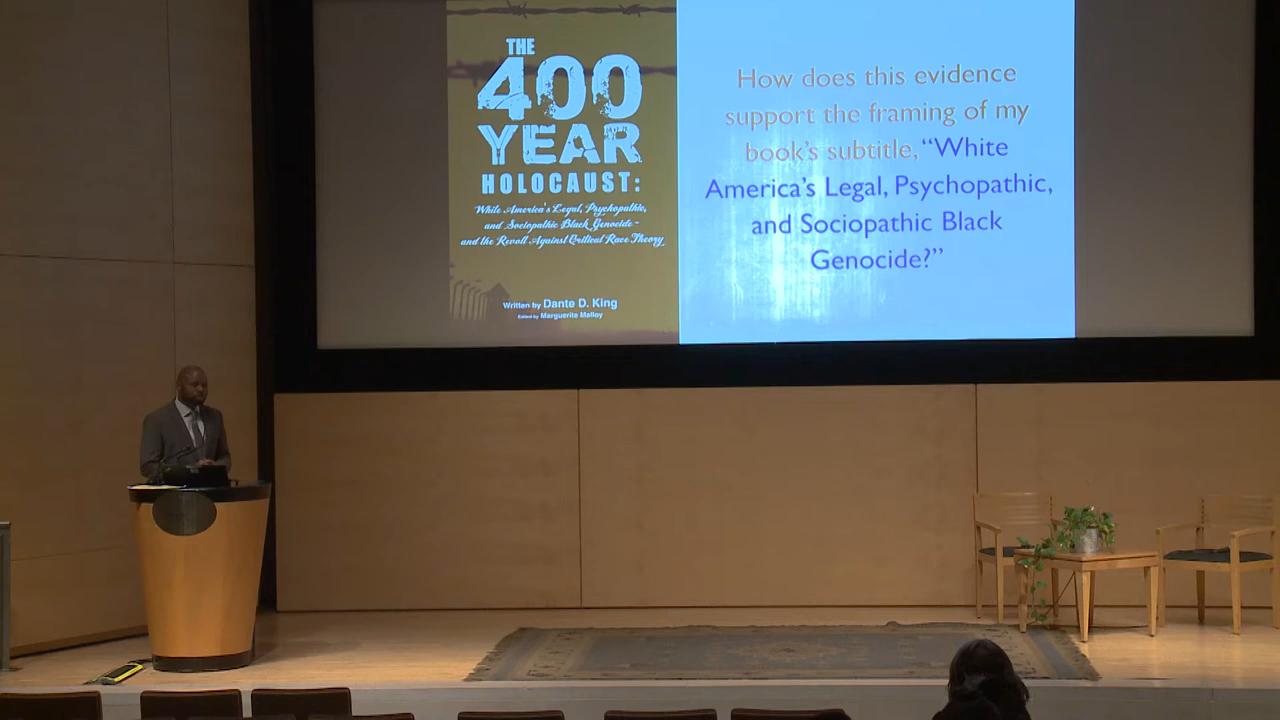 THE
400
YEAR
HOLOCAUST:
White America's Legal, Psychopathic,
and Sociopathic Black Genocide-
and the Revolt Against Critical Race Theory
Written by Dante D. King
Edited by Marguerite Malloy
How does this evidence
support the framing of my
book's subtitle, “White
America's Legal, Psychopathic,
and Sociopathic Black
Genocide?”